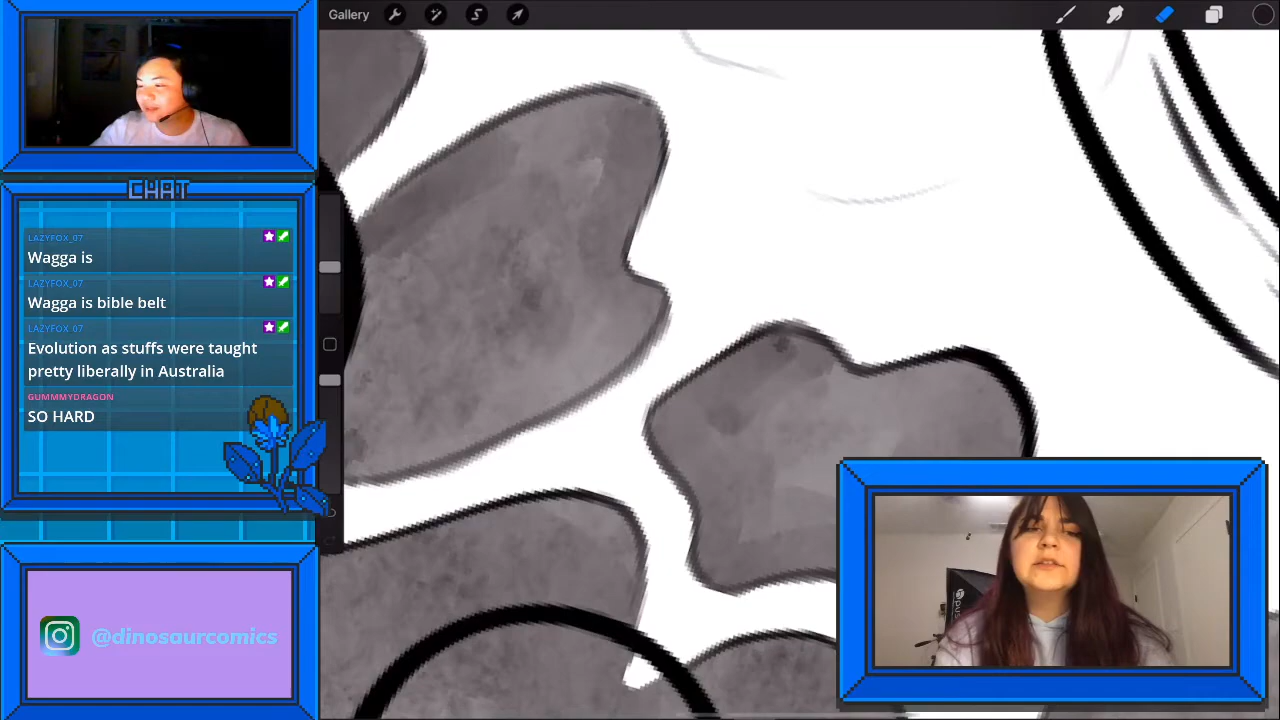 Gallery
CHAT
LAZYFOX_07
Wagga is
LAZYFOX_07
Wagga is bible belt
LAZYFOX_07
Evolution as stuffs were taught
pretty liberally in Australia
GUMMMYDRAGON
SO HARD
@dinosaurcomics